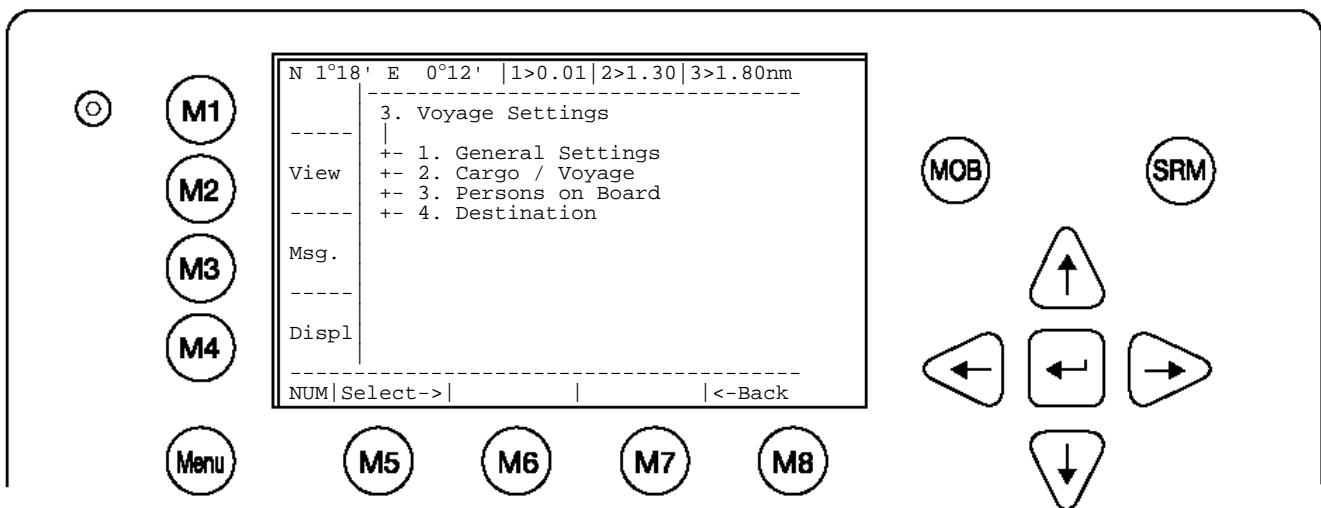 N 1°18' E 0°12' |1>0.01|2>1.30|3>1.80nm
M1
3. Voyage Settings
+- 1. General Settings
View
+- 2. Cargo / Voyage
M2
+- 3. Persons on Board
+- 4. Destination
MOB
SRM
Msg.
M3
Displ
M4
NUM|Select->| | |<-Back
Menu
M5
M6
M7
M8